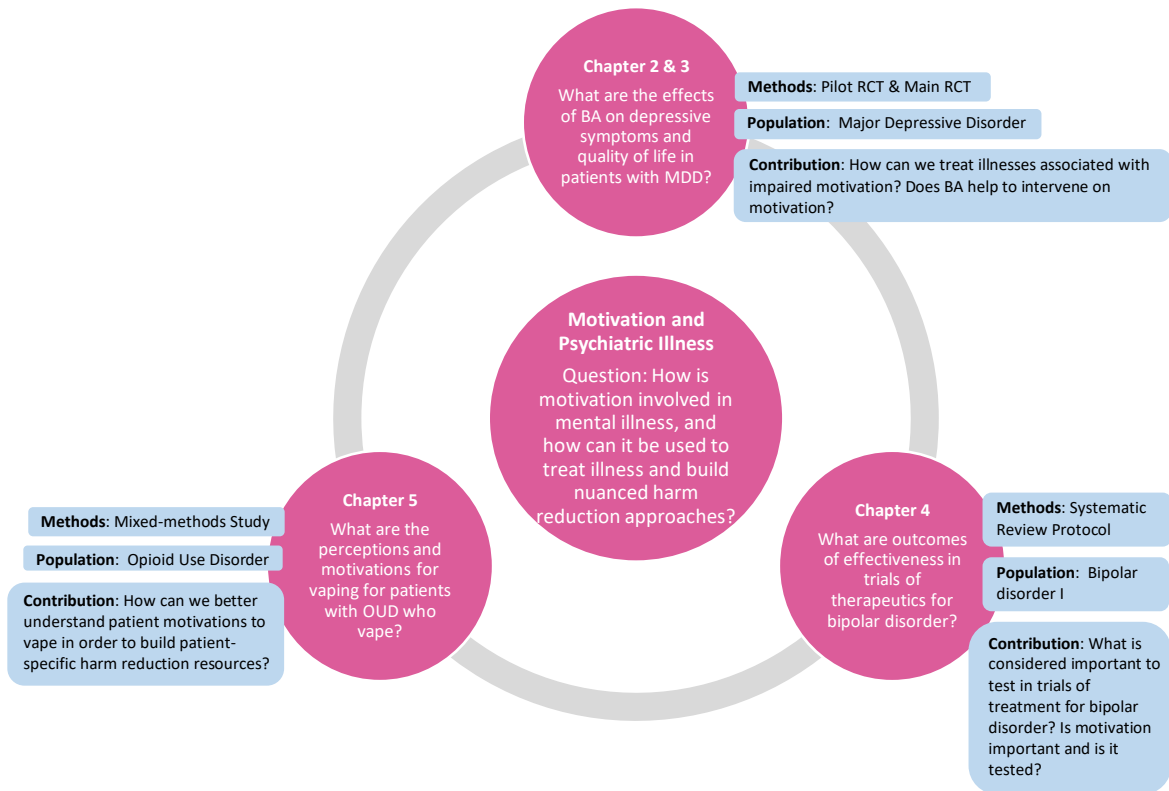 Chapter 2 & 3
What are the effects
of BA on depressive
symptoms and
quality of life in
patients with MDD?
Methods: Pilot RCT & Main RCT
Population:  Major Depressive Disorder
Contribution: How can we treat illnesses associated with
impaired motivation? Does BA help to intervene on
motivation?
Motivation and
Psychiatric Illness
Question: How is
motivation involved in
mental illness, and
how can it be used to
treat illness and build
nuanced harm
reduction approaches?
Chapter 4
What are outcomes
of effectiveness in
trials of
therapeutics for
bipolar disorder?
Methods: Systematic
Review Protocol
Population:  Bipolar
disorder I
Contribution: What is
considered important to
test in trials of
treatment for bipolar
disorder? Is motivation
important and is it
tested?
Chapter 5
What are the
perceptions and
motivations for
vaping for patients
with OUD who
vape?
Methods: Mixed-methods Study
Population:  Opioid Use Disorder
Contribution: How can we better
understand patient motivations to
vape in order to build patient-
specific harm reduction resources?